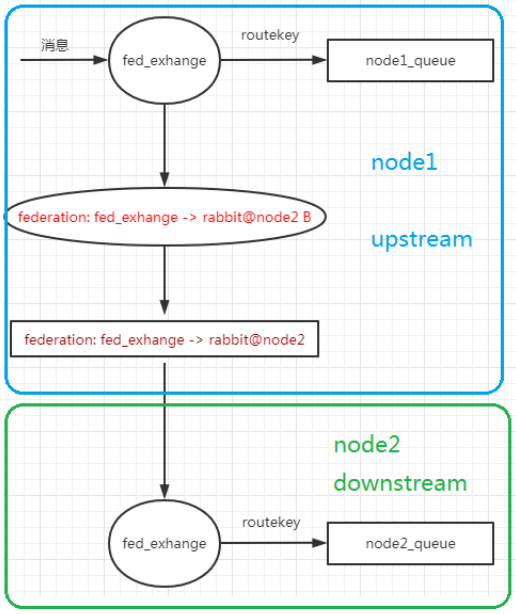 消息
fed_exhange
routekey
node1_queue
node1
upstream
federation: fed_exhange -> rabbit@node2 B
federation: fed_exhange -> rabbit@node2
node2
downstream
fed_exhange
routekey
node2_queue